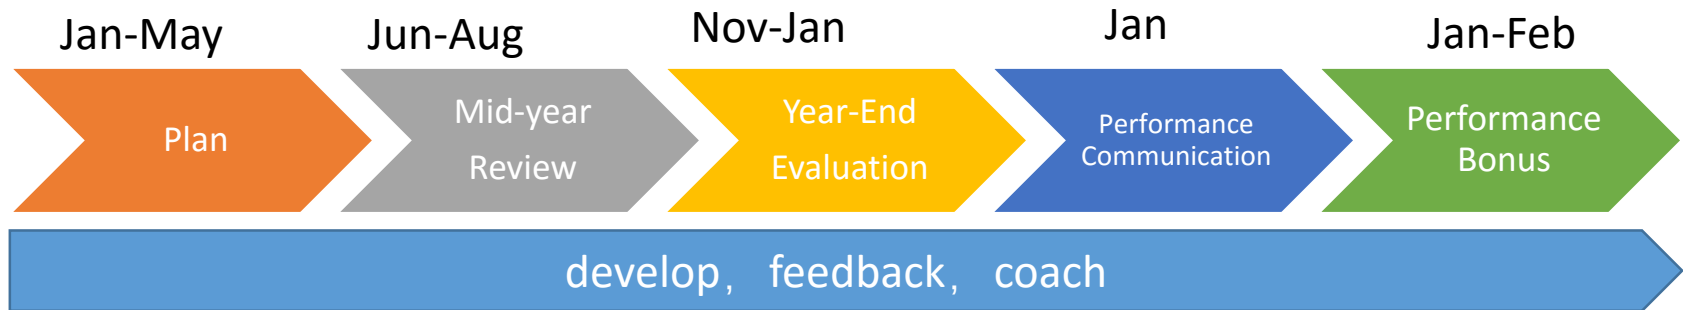 Jan-May
Jun-Aug
Nov-Jan
Jan
Jan-Feb
Plan
Mid-year
Review
Year-End
Evaluation
Performance
Communication
Performance
Bonus
develop，feedback，coach